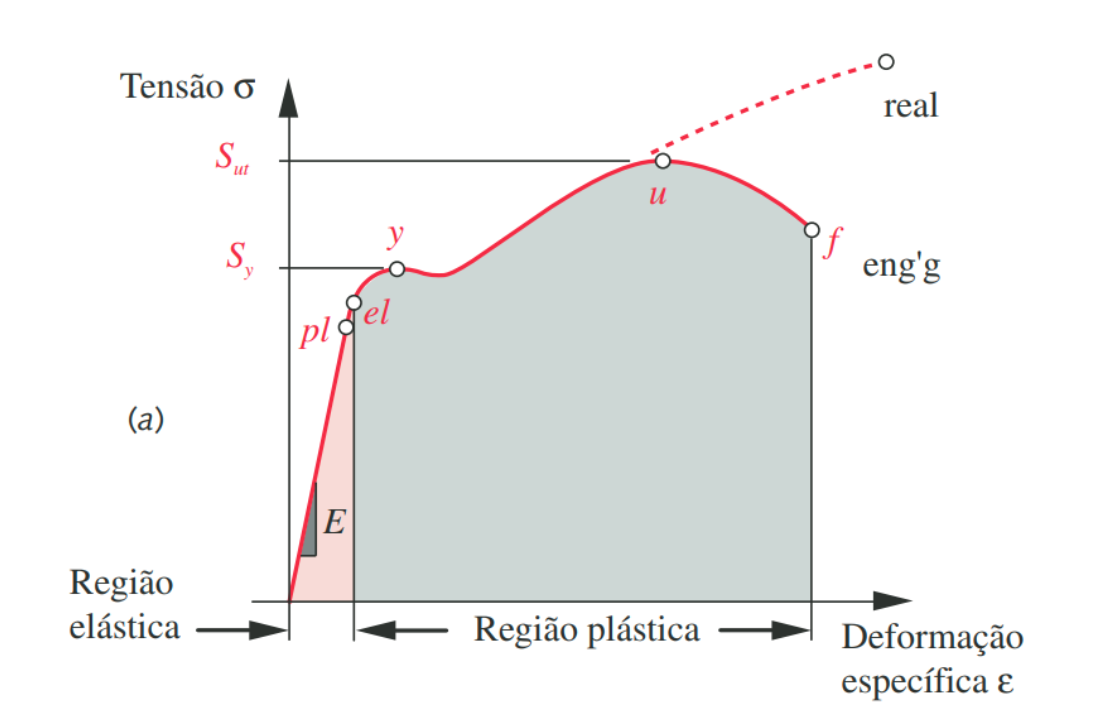 Tensão σ
real
S_ut
u
y
f
S_y
eng'g
el
pl
(a)
E
Região
elástica
Região plástica
Deformação
específica ε